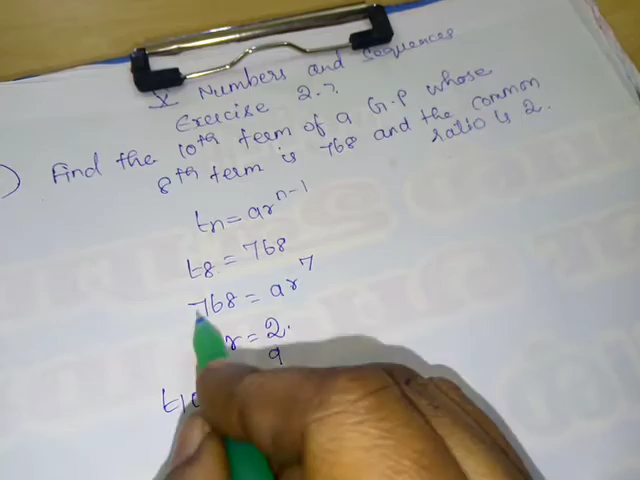 X Numbers and Sequences
Exercise 2.7
) Find the 10th term of a G.P whose
8th term is 768 and the common
ratio is 2.
tn = ar^n-1
t8 = 768
768 = ar^7
r = 2.
9
t10